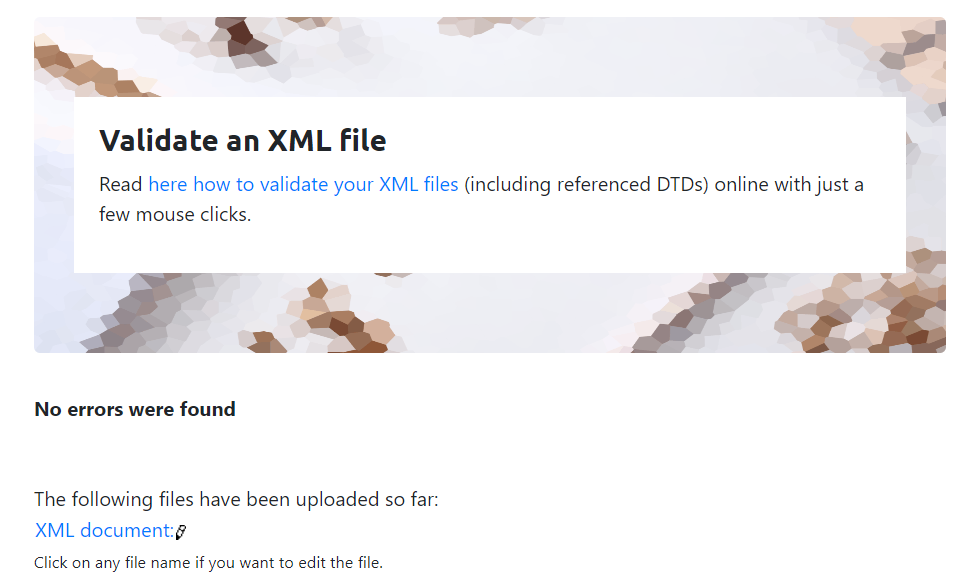 Validate an XML file
Read here how to validate your XML files (including referenced DTDs) online with just a
few mouse clicks.
No errors were found
The following files have been uploaded so far:
XML document:
Click on any file name if you want to edit the file.